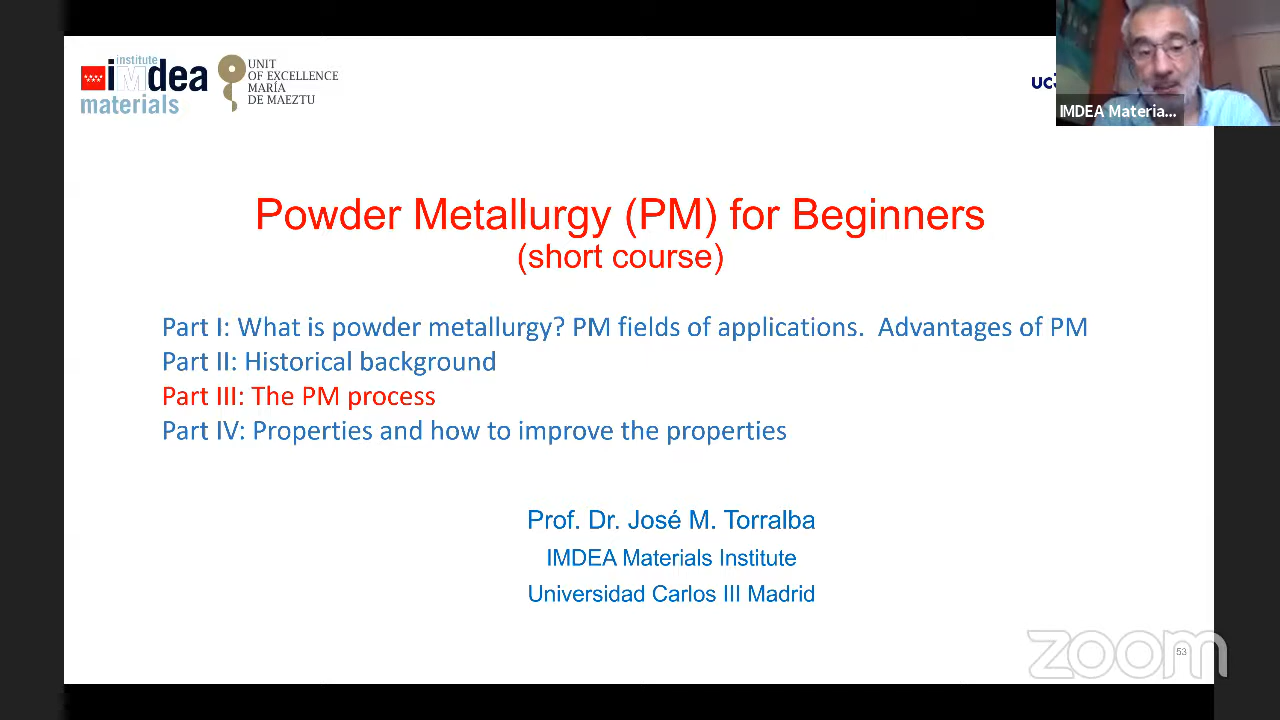 institute
imdea
materials
UNIT
OF EXCELLENCE
MARÍA
DE MAEZTU
IMDEA Materia...
Powder Metallurgy (PM) for Beginners
(short course)
Part I: What is powder metallurgy? PM fields of applications. Advantages of PM
Part II: Historical background
Part III: The PM process
Part IV: Properties and how to improve the properties
Prof. Dr. José M. Torralba
IMDEA Materials Institute
Universidad Carlos III Madrid
zoom
53